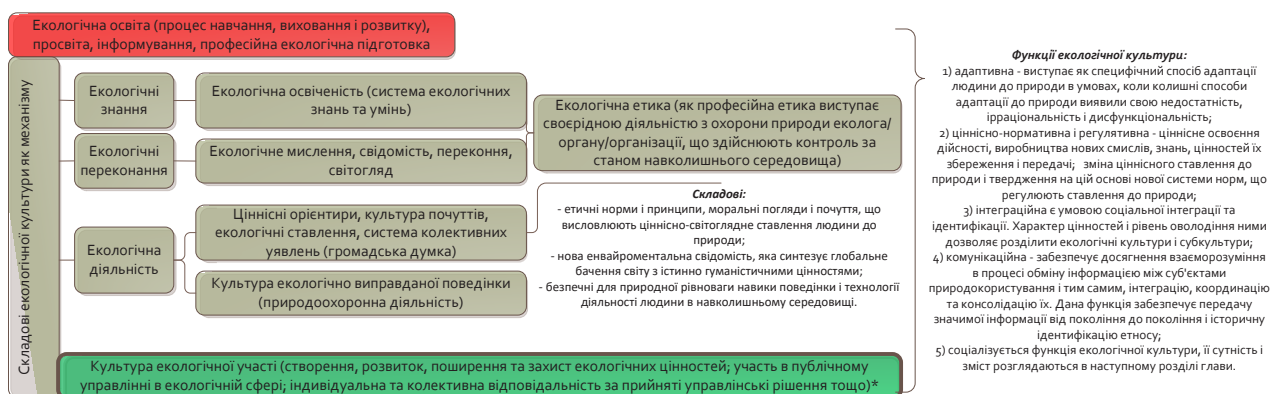 Екологічна освіта (процес навчання, виховання і розвитку),
просвіта, інформування, професійна екологічна підготовка
Складові екологічної культури як механізму
Екологічні
знання
Екологічна освіченість (система екологічних
знань та умінь)
Екологічні
переконання
Екологічне мислення, свідомість, переконня,
світогляд
Екологічна етика (як професійна етика виступає
своєрідною діяльністю з охорони природи еколога/
органу/організації, що здійснюють контроль за
станом навколишнього середовища)
Екологічна
діяльність
Ціннісні орієнтири, культура почуттів,
екологічні ставлення, система колективних
уявлень (громадська думка)
Культура екологічно виправданої поведінки
(природоохоронна діяльність)
Складові:
- етичні норми і принципи, моральні погляди і почуття, що
висловлюють ціннісно-світоглядне ставлення людини до
природи;
- нова енвайроментальна свідомість, яка синтезує глобальне
бачення світу з істинно гуманістичними цінностями;
- безпечні для природної рівноваги навики поведінки і технології
діяльності людини в навколишньому середовищі.
Культура екологічної участі (створення, розвиток, поширення та захист екологічних цінностей; участь в публічному
управлінні в екологічній сфері; індивідуальна та колективна відповідальність за прийняті управлінські рішення тощо)*
Функції екологічної культури:
1) адаптивна - виступає як специфічний спосіб адаптації
людини до природи в умовах, коли колишні способи
адаптації до природи виявили свою недостатність,
ірраціональність і дисфункціональність;
2) ціннісно-нормативна і регулятивна - ціннісне освоєння
дійсності, виробництва нових смислів, знань, цінностей їх
збереження і передачі; зміна ціннісного ставлення до
природи і твердження на цій основі нової системи норм, що
регулюють ставлення до природи;
3) інтеграційна є умовою соціальної інтеграції та
ідентифікації. Характер цінностей і рівень оволодіння ними
дозволяє розділити екологічні культури і субкультури;
4) комунікаційна - забезпечує досягнення взаєморозуміння
в процесі обміну інформацією між суб'єктами
природокористування і тим самим, інтеграцію, координацію
та консолідацію їх. Дана функція забезпечує передачу
значимої інформації від покоління до покоління і історичну
ідентифікацію етносу;
5) соціалізується функція екологічної культури, її сутність і
зміст розглядаються в наступному розділі глави.